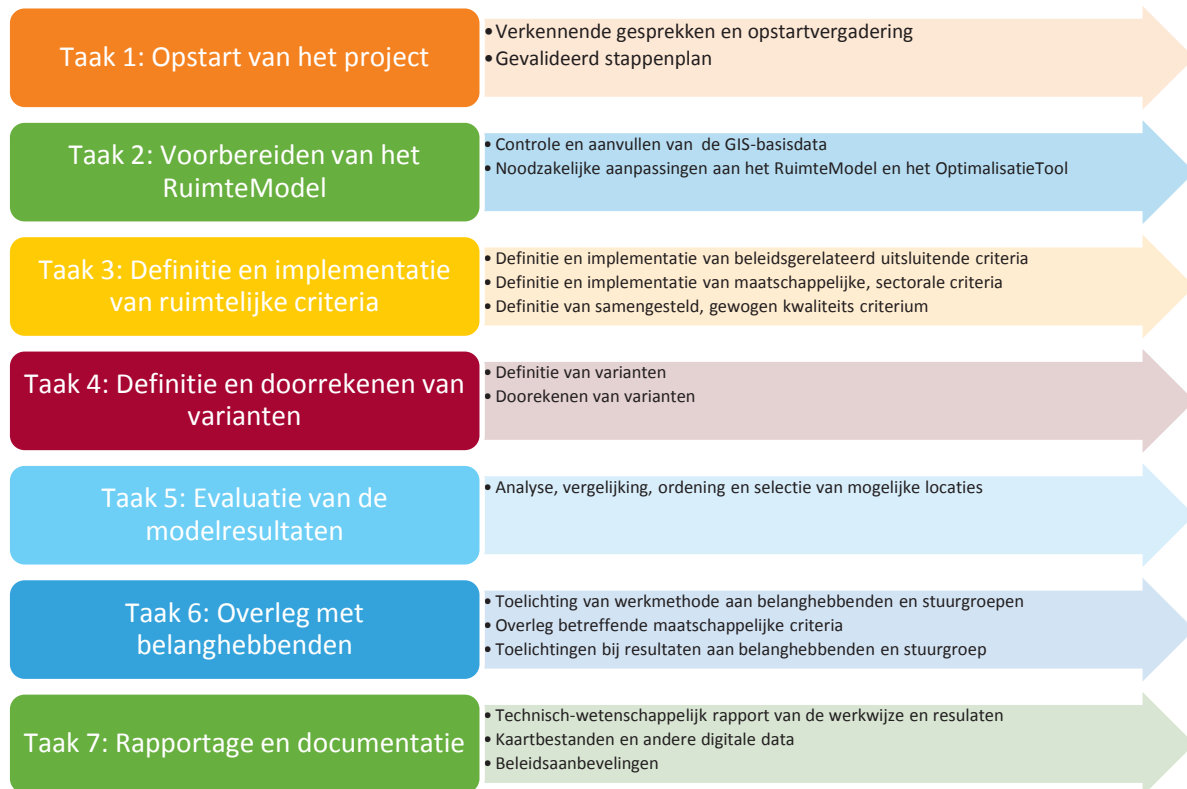 Taak 1: Opstart van het project
• Verkennende gesprekken en opstartvergadering
• Gevalideerd stappenplan
Taak 2: Voorbereiden van het
RuimteModel
• Controle en aanvullen van de GIS-basisdata
• Noodzakelijke aanpassingen aan het RuimteModel en het OptimalisatieTool
Taak 3: Definitie en implementatie
van ruimtelijke criteria
• Definitie en implementatie van beleidsgerelateerd uitsluitende criteria
• Definitie en implementatie van maatschappelijke, sectorale criteria
• Definitie van samengesteld, gewogen kwaliteits criterium
Taak 4: Definitie en doorrekenen van
varianten
• Definitie van varianten
• Doorekenen van varianten
Taak 5: Evaluatie van de
modelresultaten
• Analyse, vergelijking, ordening en selectie van mogelijke locaties
Taak 6: Overleg met
belanghebbenden
• Toelichting van werkmethode aan belanghebbenden en stuurgroepen
• Overleg betreffende maatschappelijke criteria
• Toelichtingen bij resultaten aan belanghebbenden en stuurgroep
Taak 7: Rapportage en documentatie
• Technisch-wetenschappelijk rapport van de werkwijze en resulaten
• Kaartbestanden en andere digitale data
• Beleidsaanbevelingen